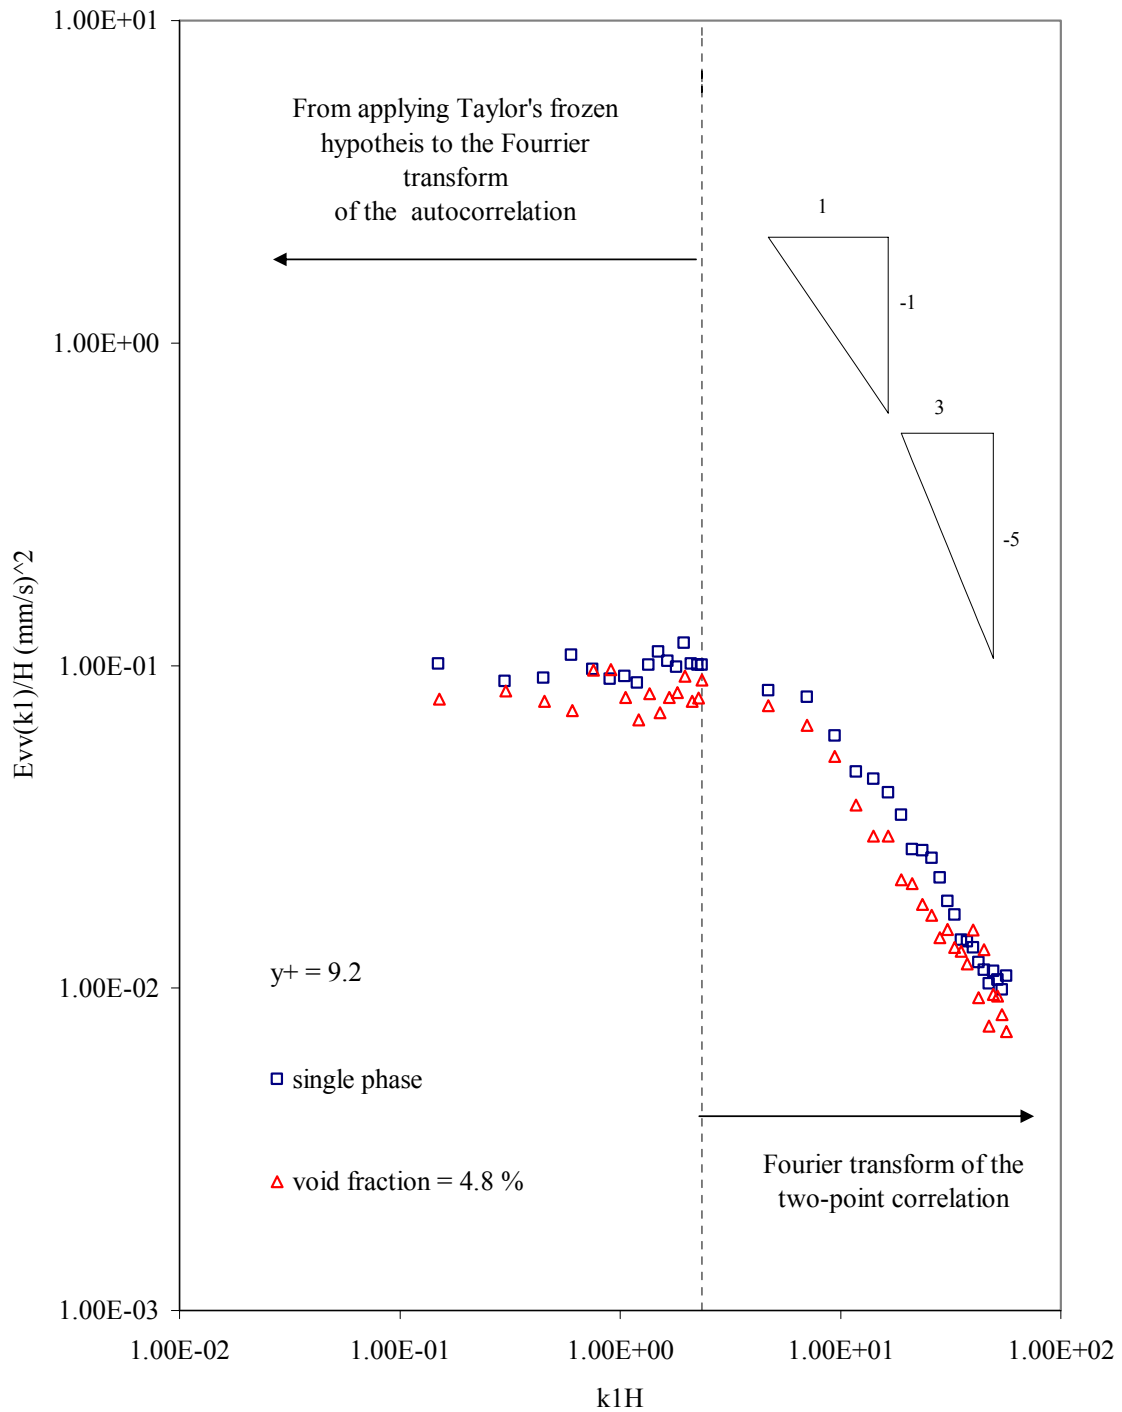 1.00E+01
From applying Taylor's frozen
hypotheis to the Fourrier
transform
of the autocorrelation
1
-1
1.00E+00
3
-5
Evv(k1)/H (mm/s)^2
1.00E-01
y+ = 9.2
1.00E-02
single phase
void fraction = 4.8 %
Fourier transform of the
two-point correlation
1.00E-03
1.00E-02
1.00E-01
1.00E+00
1.00E+01
1.00E+02
k1H